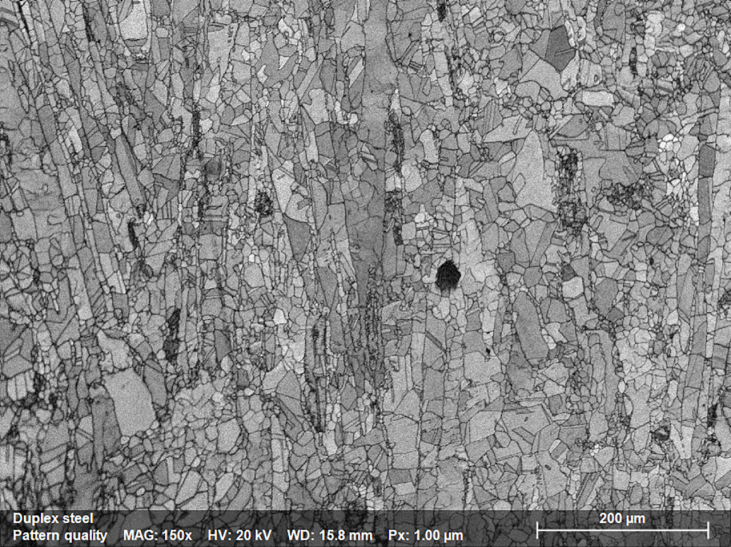 Duplex steel
Pattern quality MAG: 150x HV: 20 kV WD: 15.8 mm Px: 1.00 µm
200 µm